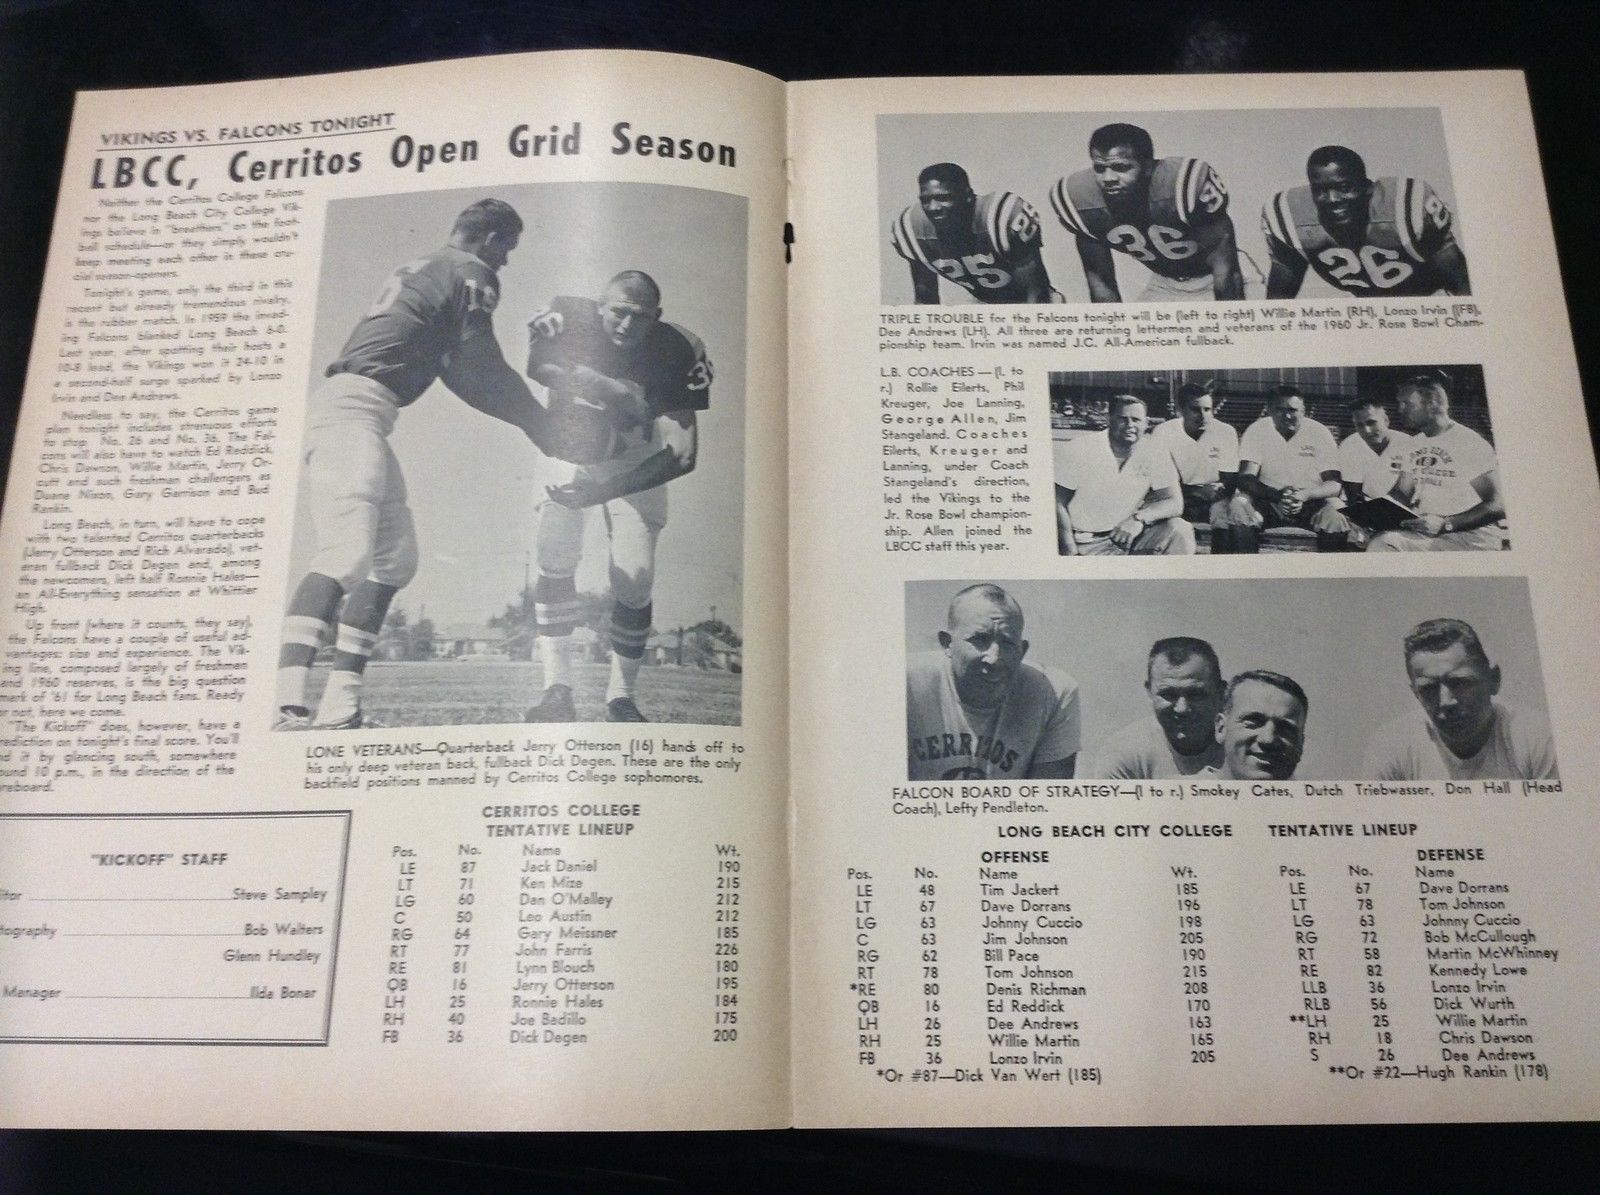 VIKINGS VS. FALCONS TONIGHT
LBCC, Cerritos Open Grid Season
Neither the Cerritos College Falcons
nor the Long Beach City College Vik-
ings believe in "breathers" on the foot-
ball schedule—or they simply wouldn't
keep meeting each other in these cru-
cial season-openers.
Tonight's game, only the third in this
recent but already tremendous rivalry,
is the rubber match. In 1959 the invad-
ing Falcons blanked Long Beach 6-0.
Last year, after spotting their hosts a
10-8 lead, the Vikings won it 24-10 in
a second-half surge sparked by Lonzo
Irvin and Dee Andrews.
Needless to say, the Cerritos game
plan tonight includes strenuous efforts
to stop No. 26 and No. 36. The Fal-
cons will also have to watch Ed Reddick,
Chris Dawson, Willie Martin, Jerry Or-
cutt and such freshman challengers as
Duane Nixon, Gary Garrison and Bud
Rankin.
Long Beach, in turn, will have to cope
with two talented Cerritos quarterbacks
(Jerry Otterson and Rich Alvarado), vet-
eran fullback Dick Degen and, among
the newcomers, left half Ronnie Hales—
an All-Everything sensation at Whittier
High.
Up front (where it counts, they say),
the Falcons have a couple of useful ad-
vantages: size and experience. The Vik-
ing line, composed largely of freshmen
and 1960 reserves, is the big question
mark of '61 for Long Beach fans. Ready
or not, here we come.
"The Kickoff" does, however, have a
rediction on tonight's final score. You'll
d it by glancing south, somewhere
und 10 p.m., in the direction of the
reboard.
16
36
LONE VETERANS—Quarterback Jerry Otterson (16) hands off to
his only deep veteran back, fullback Dick Degen. These are the only
backfield positions manned by Cerritos College sophomores.
"KICKOFF" STAFF
itor Steve Sampley
tography Bob Walters
Glenn Hundley
Manager Ilda Bonar
CERRITOS COLLEGE
TENTATIVE LINEUP
Pos. No. Name Wt.
LE 87 Jack Daniel 190
LT 71 Ken Mize 215
LG 60 Dan O'Malley 212
C 50 Leo Austin 212
RG 64 Gary Meissner 185
RT 77 John Farris 226
RE 81 Lynn Blouch 180
QB 16 Jerry Otterson 195
LH 25 Ronnie Hales 184
RH 40 Joe Badillo 175
FB 36 Dick Degen 200
25 25
36 36
26 2
TRIPLE TROUBLE for the Falcons tonight will be (left to right) Willie Martin (RH), Lonzo Irvin (FB),
Dee Andrews (LH). All three are returning lettermen and veterans of the 1960 Jr. Rose Bowl Cham-
pionship team. Irvin was named J.C. All-American fullback.
L.B. COACHES — (l. to
r.) Rollie Eilerts, Phil
Kreuger, Joe Lanning,
George Allen, Jim
Stangeland. Coaches
Eilerts, Kreuger and
Lanning, under Coach
Stangeland's direction,
led the Vikings to the
Jr. Rose Bowl champion-
ship. Allen joined the
LBCC staff this year.
CERRITOS
FALCON BOARD OF STRATEGY—(l to r.) Smokey Cates, Dutch Triebwasser, Don Hall (Head
Coach), Lefty Pendleton.
LONG BEACH CITY COLLEGE TENTATIVE LINEUP
OFFENSE
Pos. No. Name Wt.
LE 48 Tim Jackert 185
LT 67 Dave Dorrans 196
LG 63 Johnny Cuccio 198
C 63 Jim Johnson 205
RG 62 Bill Pace 190
RT 78 Tom Johnson 215
*RE 80 Denis Richman 208
QB 16 Ed Reddick 170
LH 26 Dee Andrews 163
RH 25 Willie Martin 165
FB 36 Lonzo Irvin 205
*Or #87—Dick Van Wert (185)
DEFENSE
Pos. No. Name
LE 67 Dave Dorrans
LT 78 Tom Johnson
LG 63 Johnny Cuccio
RG 72 Bob McCullough
RT 58 Martin McWhinney
RE 82 Kennedy Lowe
LLB 36 Lonzo Irvin
RLB 56 Dick Wurth
**LH 25 Willie Martin
RH 18 Chris Dawson
S 26 Dee Andrews
**Or #22—Hugh Rankin (178)